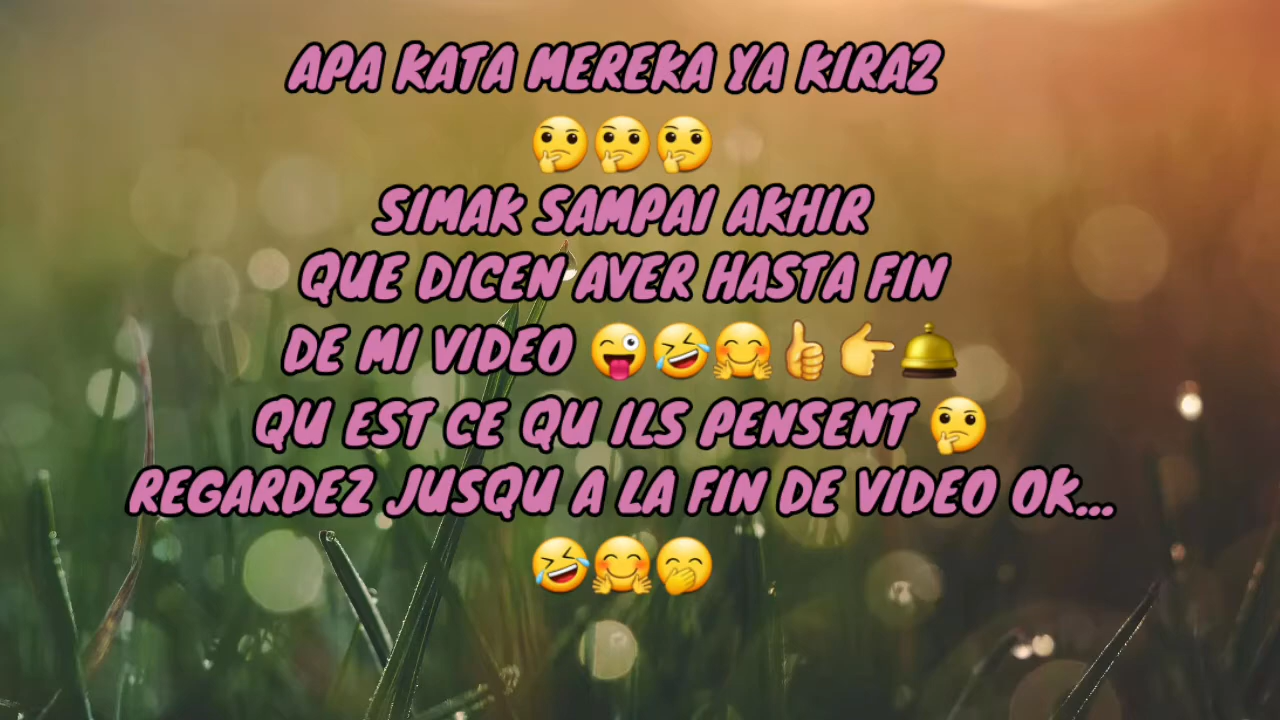 APA KATA MEREKA YA KIRA2
🤔🤔🤔
SIMAK SAMPAI AKHIR
QUE DICEN AVER HASTA FIN
DE MI VIDEO 😜🤣🤗👍👉🛎
QU EST CE QU ILS PENSENT 🤔
REGARDEZ JUSQU A LA FIN DE VIDEO OK...
🤣🤗🤭